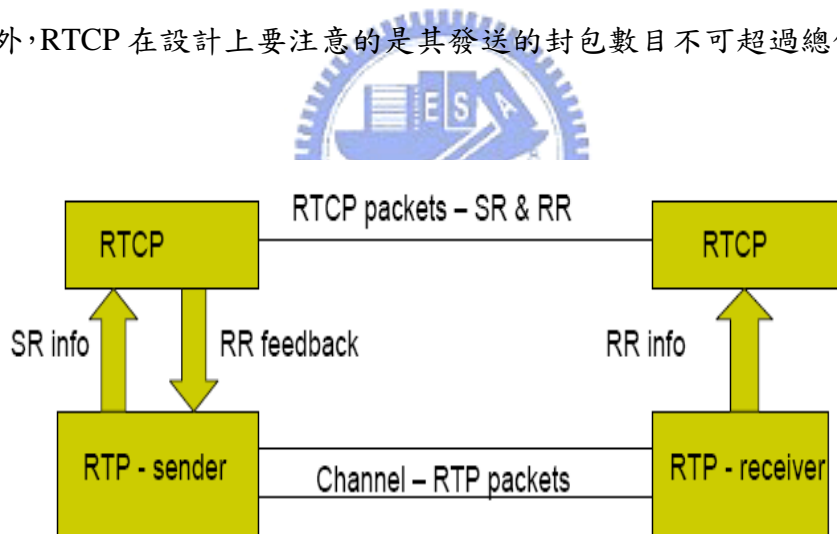 外，RTCP 在設計上要注意的是其發送的封包數目不可超過總
ES
RTCP packets – SR & RR
RTCP
RTCP
SR info
RR feedback
RR info
RTP - sender
Channel – RTP packets
RTP - receiver